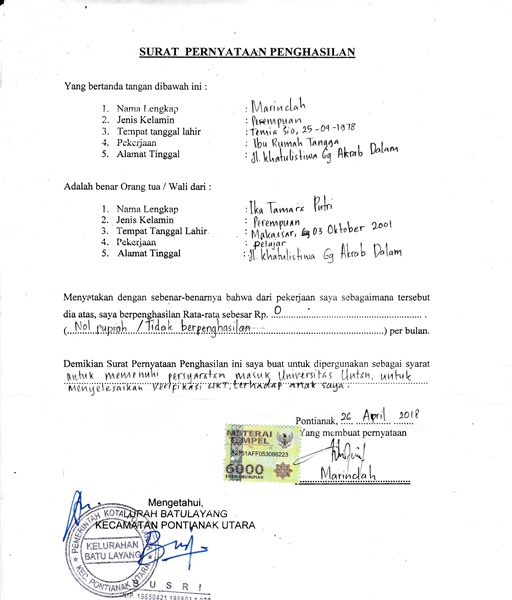 SURAT PERNYATAAN PENGHASILAN
Yang bertanda tangan dibawah ini :
1. Nama Lengkap : Marindah
2. Jenis Kelamin : Perempuan
3. Tempat tanggal lahir : Temia Sio, 25-09-1978
4. Pekerjaan : Ibu Rumah Tangga
5. Alamat Tinggal : Jl. Khatulistiwa Gg Akrab Dalam
Adalah benar Orang tua / Wali dari :
1. Nama Lengkap : Ika Tamara Putri
2. Jenis Kelamin : Perempuan
3. Tempat Tanggal Lahir : Makassar, 03 Oktober 2001
4. Pekerjaan : pelajar
5. Alamat Tinggal : Jl. Khatulistiwa Gg Akrab Dalam
Menyatakan dengan sebenar-benarnya bahwa dari pekerjaan saya sebagaimana tersebut
dia atas, saya berpenghasilan Rata-rata sebesar Rp. 0
( Nol rupiah / Tidak berpenghasilan ) per bulan.
Demikian Surat Pernyataan Penghasilan ini saya buat untuk dipergunakan sebagai syarat
untuk memenuhi persyaratan masuk Universitas Untan, untuk
Menyelesaikan Verifikasi UKT terhadap anak saya.
Pontianak, 26 April 2018
Yang membuat pernyataan
METERAI
TEMPEL
6000
ENAM RIBU RUPIAH
Marindah
Mengetahui,
LURAH BATULAYANG
KECAMATAN PONTIANAK UTARA
PEMERINTAH KOTA
KELURAHAN
BATU LAYANG
KEC. PONTIANAK UTARA
SUSRI